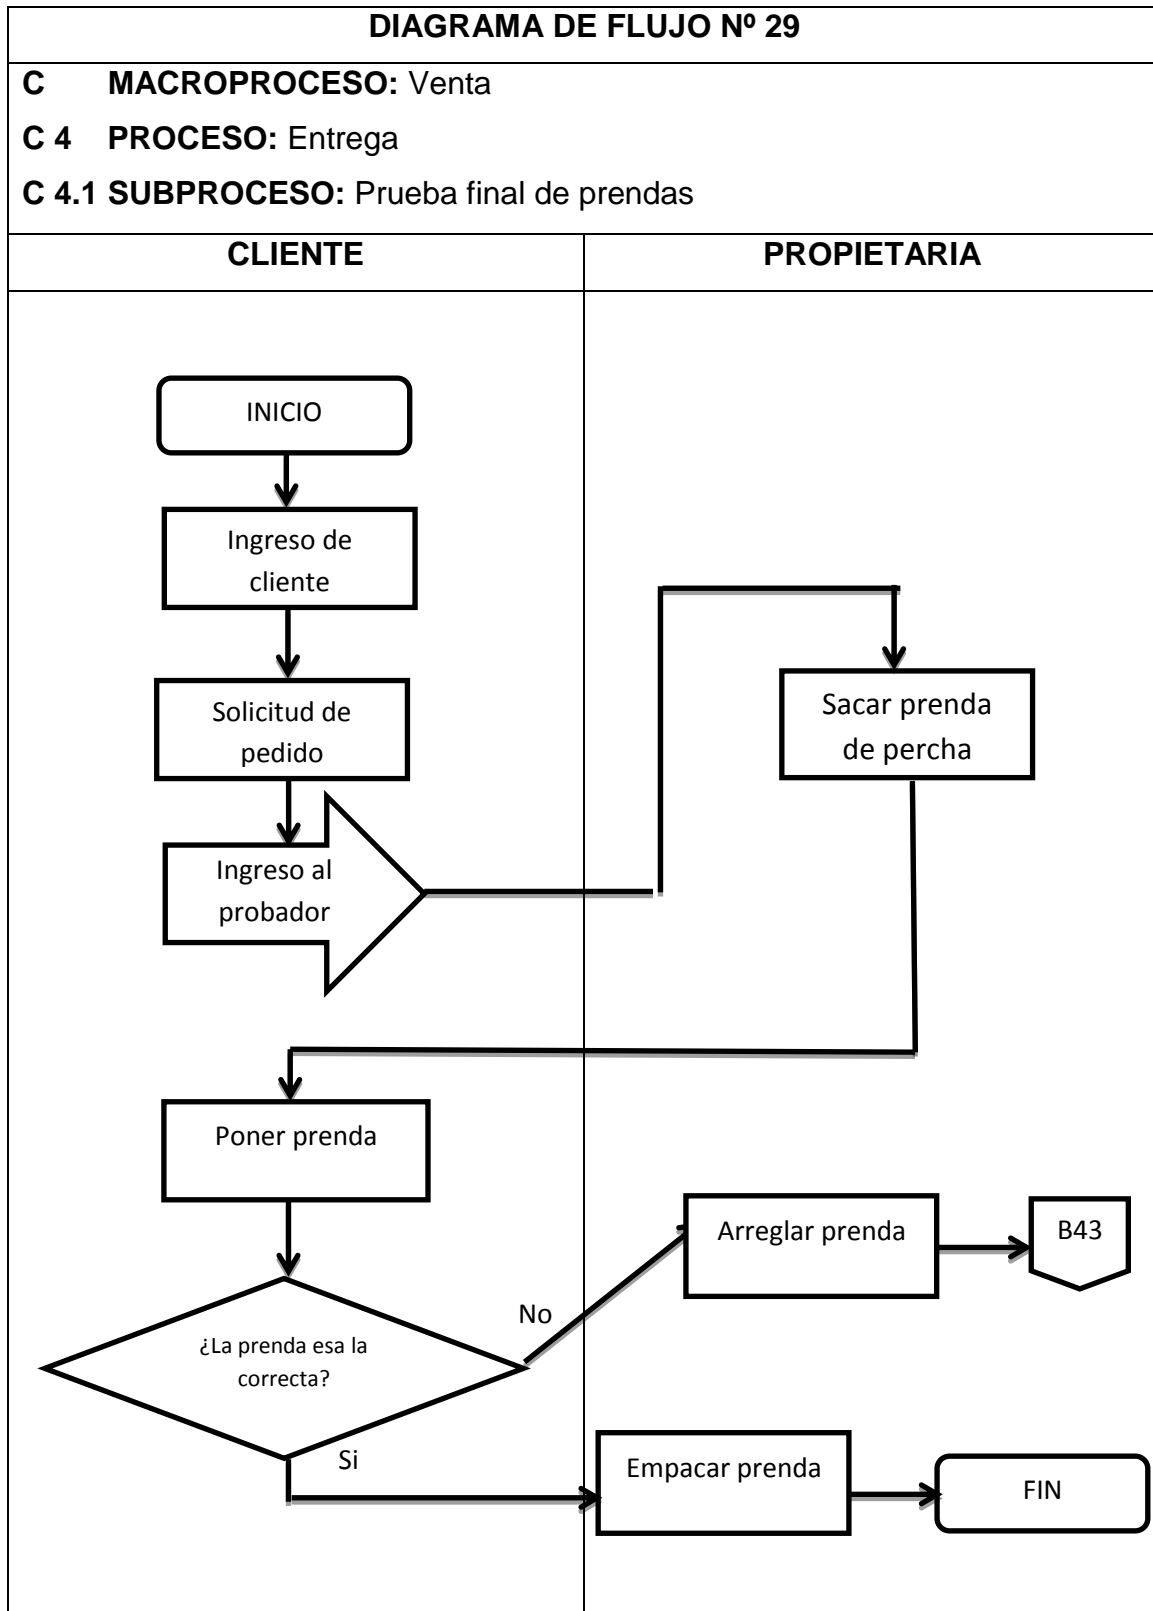 DIAGRAMA DE FLUJO Nº 29
C MACROPROCESO: Venta
C 4 PROCESO: Entrega
C 4.1 SUBPROCESO: Prueba final de prendas
CLIENTE
PROPIETARIA
INICIO
Ingreso de
cliente
Solicitud de
pedido
Ingreso al
probador
Sacar prenda
de percha
Poner prenda
Arreglar prenda
B43
No
¿La prenda esa la
correcta?
Si
Empacar prenda
FIN